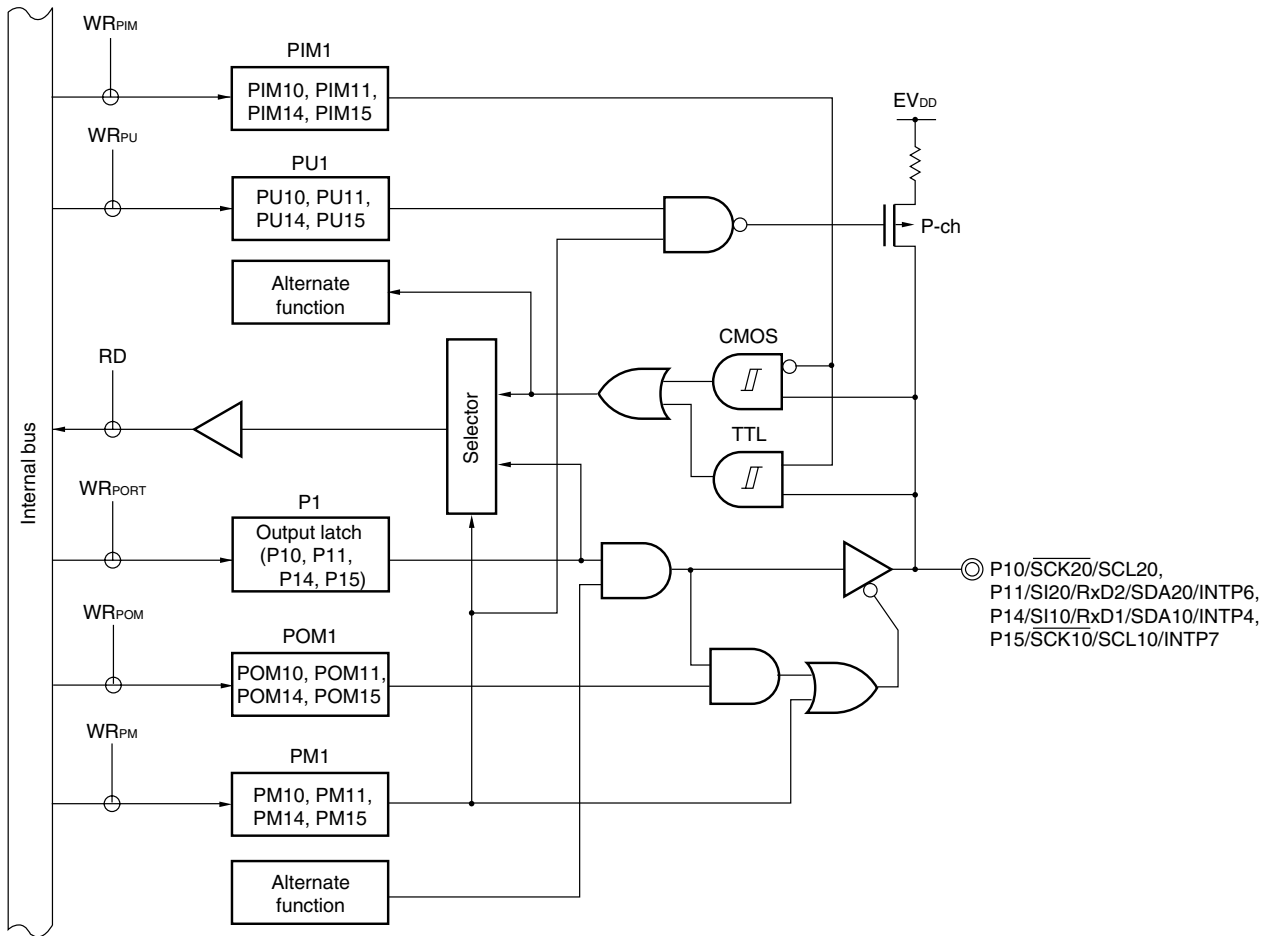 WRPIM
PIM1
PIM10, PIM11,
PIM14, PIM15
EVDD
WRPU
PU1
PU10, PU11,
PU14, PU15
P-ch
Alternate
function
CMOS
RD
Selector
TTL
Internal bus
WRPORT
P1
Output latch
(P10, P11,
P14, P15)
P10/SCK20/SCL20,
P11/SI20/RxD2/SDA20/INTP6,
P14/SI10/RxD1/SDA10/INTP4,
P15/SCK10/SCL10/INTP7
WRPOM
POM1
POM10, POM11,
POM14, POM15
WRPM
PM1
PM10, PM11,
PM14, PM15
Alternate
function